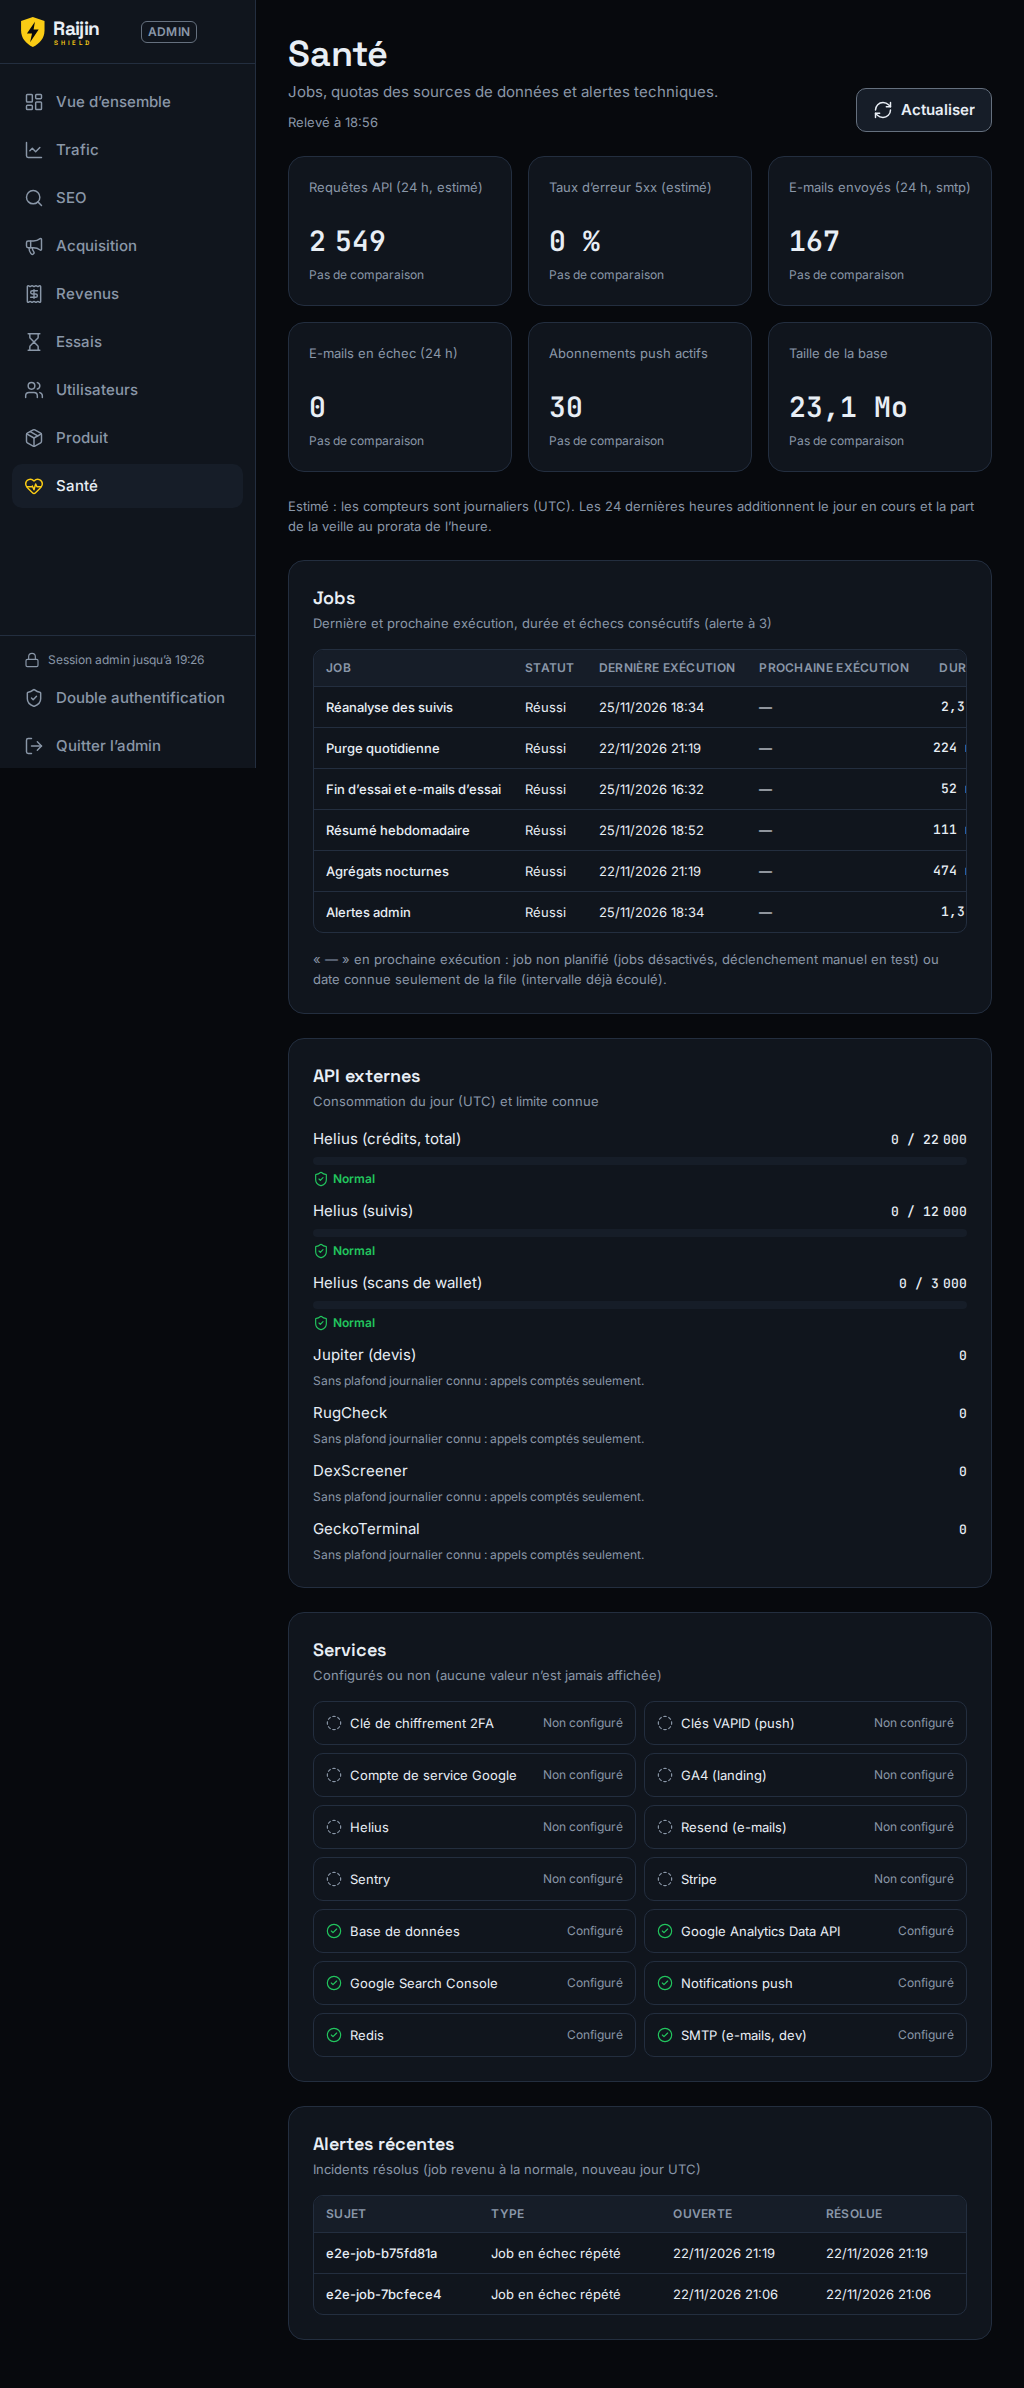 Raijin
SHIELD
ADMIN
Vue d’ensemble
Trafic
SEO
Acquisition
Revenus
Essais
Utilisateurs
Produit
Santé
Session admin jusqu’à 19:26
Double authentification
Quitter l’admin
Santé
Jobs, quotas des sources de données et alertes techniques.
Relevé à 18:56
Actualiser
Requêtes API (24 h, estimé)
2 549
Pas de comparaison
Taux d’erreur 5xx (estimé)
0 %
Pas de comparaison
E-mails envoyés (24 h, smtp)
167
Pas de comparaison
E-mails en échec (24 h)
0
Pas de comparaison
Abonnements push actifs
30
Pas de comparaison
Taille de la base
23,1 Mo
Pas de comparaison
Estimé : les compteurs sont journaliers (UTC). Les 24 dernières heures additionnent le jour en cours et la part
de la veille au prorata de l’heure.
Jobs
Dernière et prochaine exécution, durée et échecs consécutifs (alerte à 3)
JOB STATUT DERNIÈRE EXÉCUTION PROCHAINE EXÉCUTION DUR
Réanalyse des suivis Réussi 25/11/2026 18:34 — 2,3
Purge quotidienne Réussi 22/11/2026 21:19 — 224
Fin d’essai et e-mails d’essai Réussi 25/11/2026 16:32 — 52
Résumé hebdomadaire Réussi 25/11/2026 18:52 — 111
Agrégats nocturnes Réussi 22/11/2026 21:19 — 474
Alertes admin Réussi 25/11/2026 18:34 — 1,3
« — » en prochaine exécution : job non planifié (jobs désactivés, déclenchement manuel en test) ou
date connue seulement de la file (intervalle déjà écoulé).
API externes
Consommation du jour (UTC) et limite connue
Helius (crédits, total) 0 / 22 000
Normal
Helius (suivis) 0 / 12 000
Normal
Helius (scans de wallet) 0 / 3 000
Normal
Jupiter (devis) 0
Sans plafond journalier connu : appels comptés seulement.
RugCheck 0
Sans plafond journalier connu : appels comptés seulement.
DexScreener 0
Sans plafond journalier connu : appels comptés seulement.
GeckoTerminal 0
Sans plafond journalier connu : appels comptés seulement.
Services
Configurés ou non (aucune valeur n’est jamais affichée)
Clé de chiffrement 2FA Non configuré
Clés VAPID (push) Non configuré
Compte de service Google Non configuré
GA4 (landing) Non configuré
Helius Non configuré
Resend (e-mails) Non configuré
Sentry Non configuré
Stripe Non configuré
Base de données Configuré
Google Analytics Data API Configuré
Google Search Console Configuré
Notifications push Configuré
Redis Configuré
SMTP (e-mails, dev) Configuré
Alertes récentes
Incidents résolus (job revenu à la normale, nouveau jour UTC)
SUJET TYPE OUVERTE RÉSOLUE
e2e-job-b75fd81a Job en échec répété 22/11/2026 21:19 22/11/2026 21:19
e2e-job-7bcfece4 Job en échec répété 22/11/2026 21:06 22/11/2026 21:06